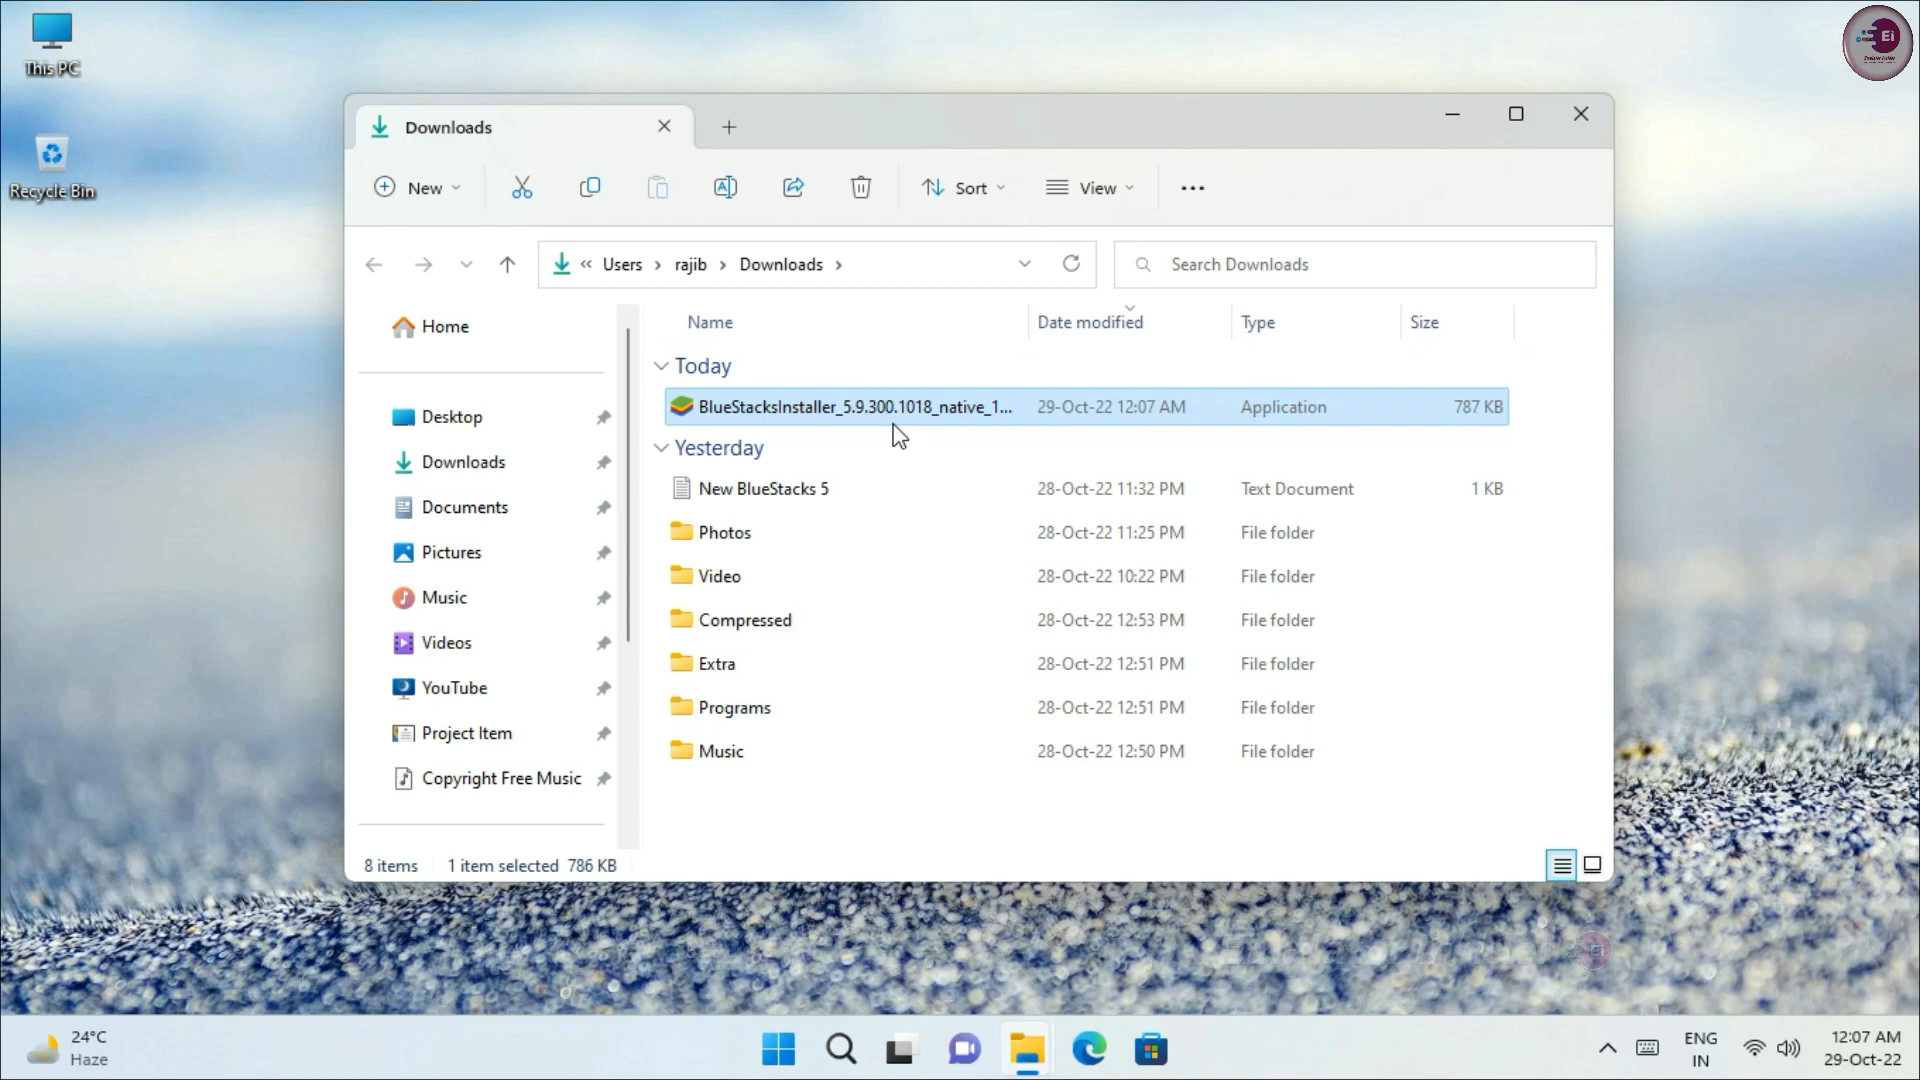 This PC
Recycle Bin
Ei
Downloads
New
Sort
View
Users
rajib
Downloads
Search Downloads
Home
Desktop
Downloads
Documents
Pictures
Music
Videos
YouTube
Project Item
Copyright Free Music
Name Date modified Type Size
Today
BlueStacksInstaller_5.9.300.1018_native_1... 29-Oct-22 12:07 AM Application 787 KB
Yesterday
New BlueStacks 5 28-Oct-22 11:32 PM Text Document 1 KB
Photos 28-Oct-22 11:25 PM File folder
Video 28-Oct-22 10:22 PM File folder
Compressed 28-Oct-22 12:53 PM File folder
Extra 28-Oct-22 12:51 PM File folder
Programs 28-Oct-22 12:51 PM File folder
Music 28-Oct-22 12:50 PM File folder
8 items 1 item selected 786 KB
24°C
Haze
ENG
IN
12:07 AM
29-Oct-22